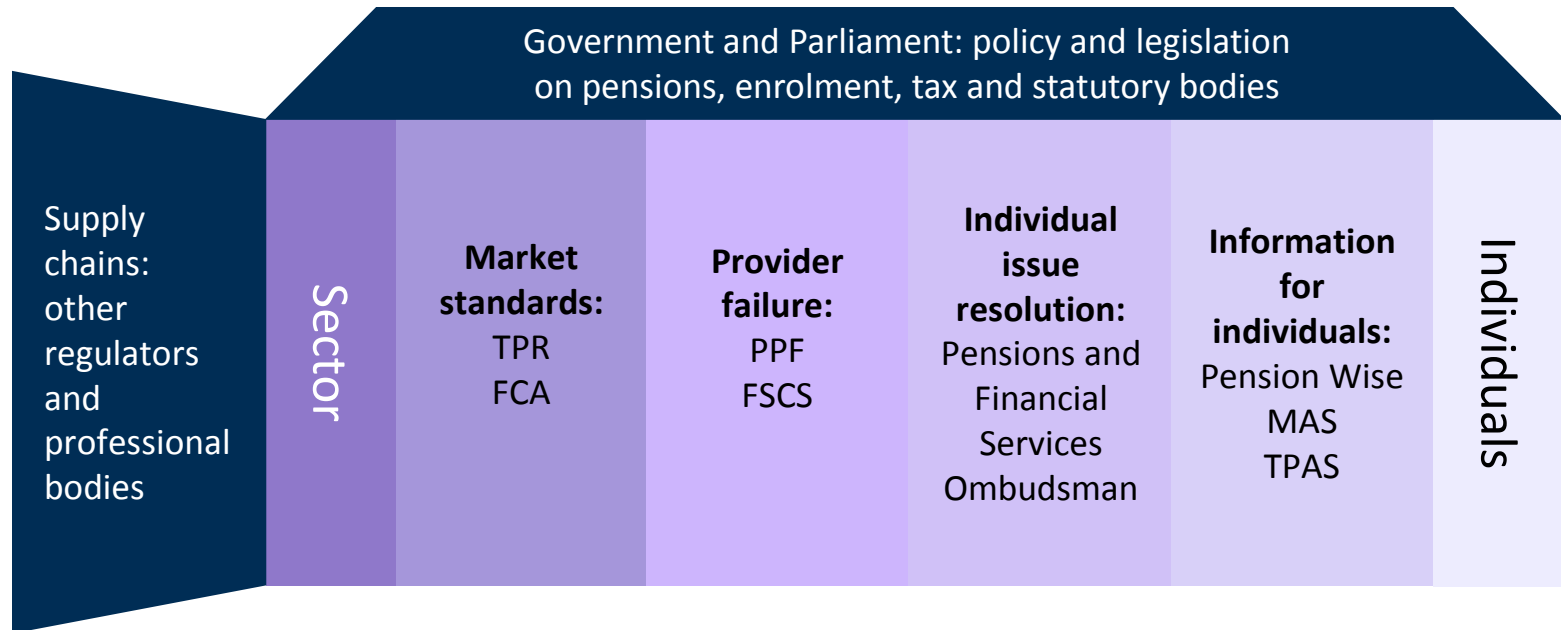 Government and Parliament: policy and legislation
on pensions, enrolment, tax and statutory bodies
Supply
chains:
other
regulators
and
professional
bodies
Sector
Market
standards:
TPR
FCA
Provider
failure:
PPF
FSCS
Individual
issue
resolution:
Pensions and
Financial
Services
Ombudsman
Information
for
individuals:
Pension Wise
MAS
TPAS
Individuals